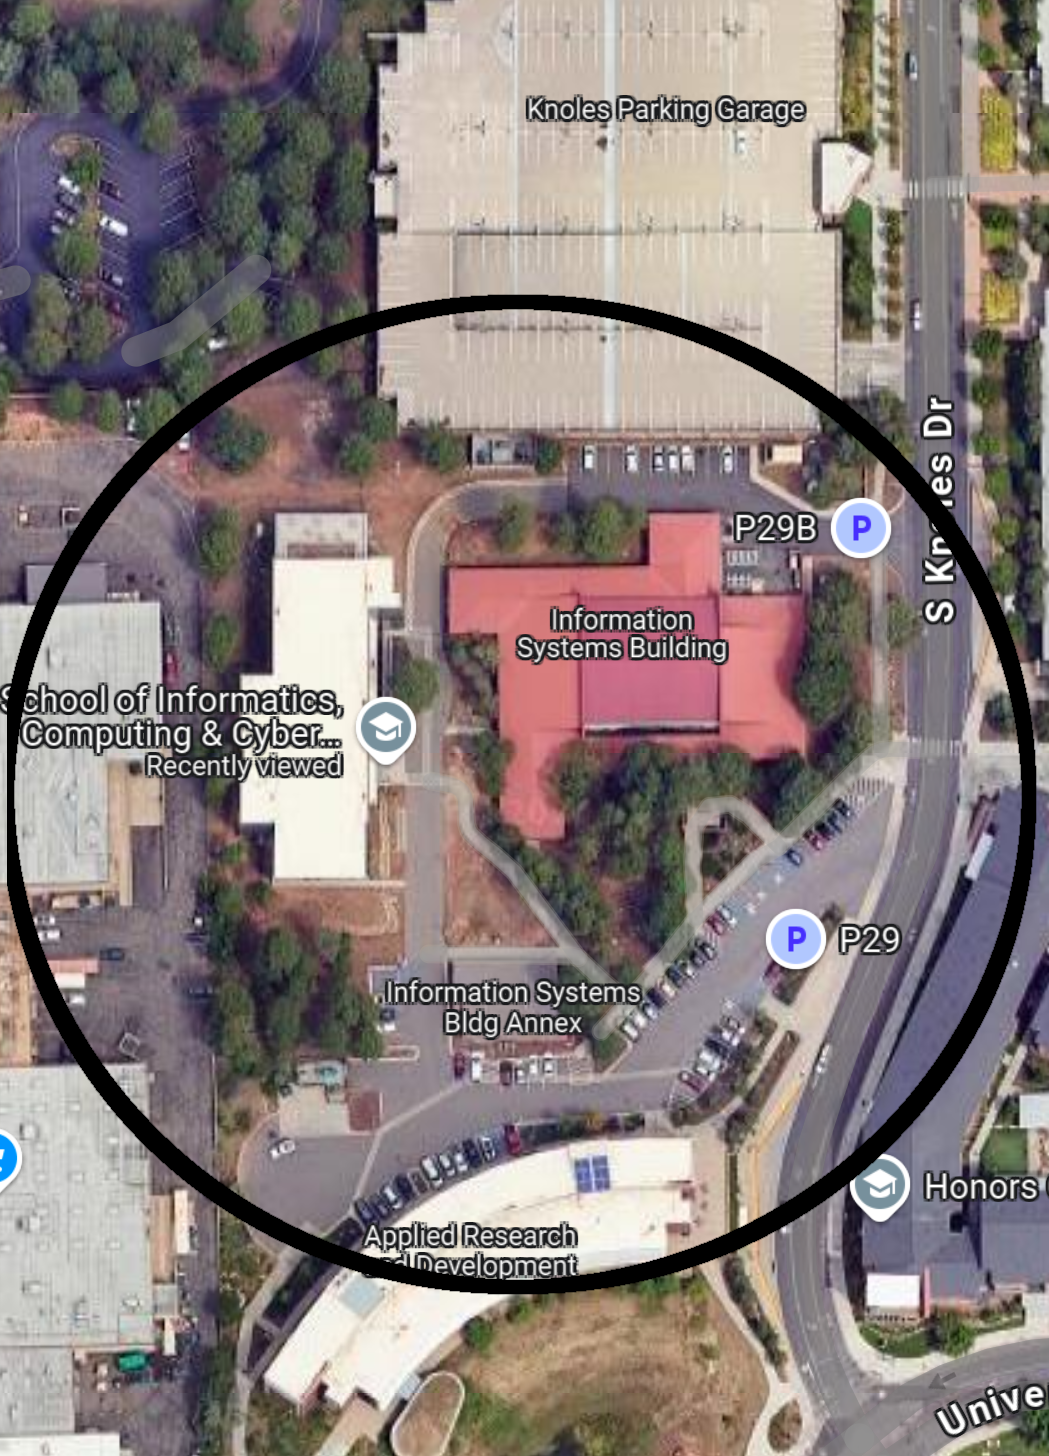 Knoles Parking Garage
S Knoles Dr
P29B
P
Information
Systems Building
School of Informatics,
Computing & Cyber...
Recently viewed
P
P29
Information Systems
Bldg Annex
Honors
Applied Research
Development